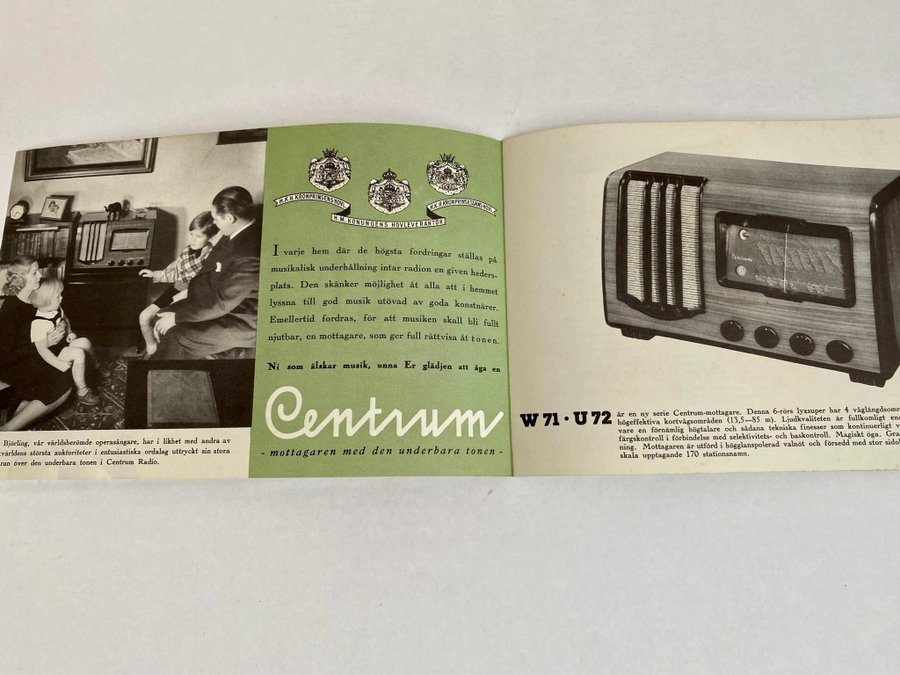 Björling, vår världsberömde operasångare, har i likhet med andra av
världens största auktoriteter i entusiastiska ordalag uttryckt sin stora
över den underbara tonen i Centrum Radio.
H.K.H. KRONPRINSENS HOVL.
H.M. KONUNGENS HOVLEVERANTÖR
I varje hem där de högsta fordringar ställas på
musikalisk underhållning intar radion en given heders-
plats. Den skänker möjlighet åt alla att i hemmet
lyssna till god musik utövad av goda konstnärer.
Emellertid fordras, för att musiken skall bli fullt
njutbar, en mottagare, som ger full rättvisa åt tonen.
Ni som älskar musik, unna Er glädjen att äga en
Centrum
- mottagaren med den underbara tonen -
W 71 · U 72
är en ny serie Centrum-mottagare. Denna 6-rörs lyxsuper har 4 våglängdsom
högeffektiva kortvågsområden (13,5—85 m). Ljudkvaliteten är fullkomligt
vare en förnämlig högtalare och sådana tekniska finesser som kontinuerlig
färgskontroll i förbindelse med selektivitets- och baskontroll. Magiskt öga.
ning. Mottagaren är utförd i högglanspolerad valnöt och försedd med stor
skala upptagande 170 stationsnamn.